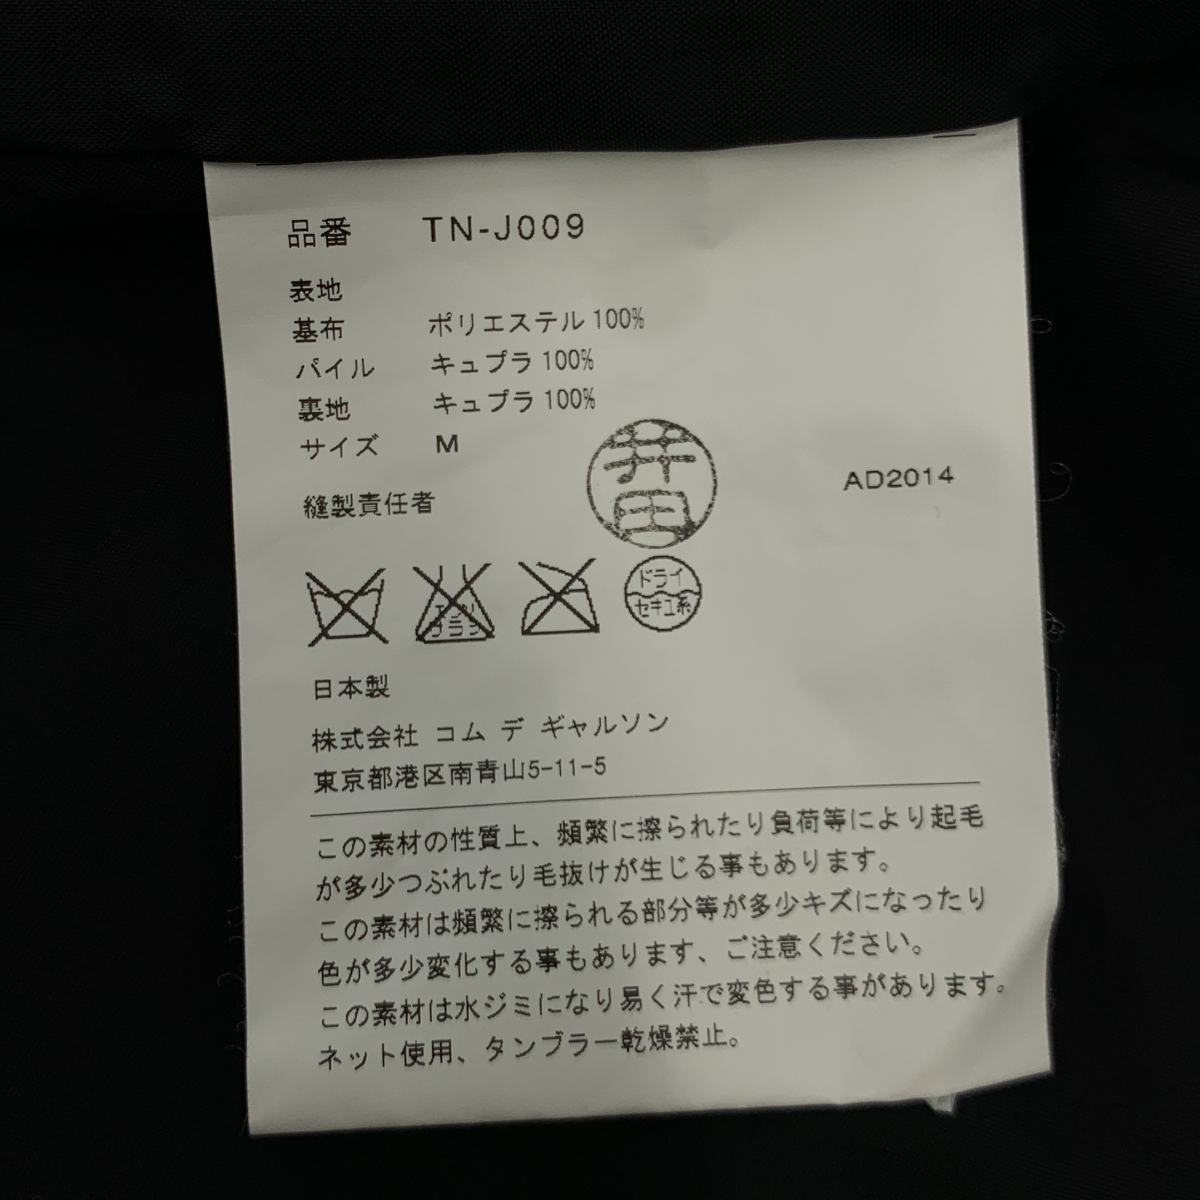 品番 TN-J009
表地
基布 ポリエステル 100%
パイル キュプラ 100%
裏地 キュプラ 100%
サイズ M
井田
縫製責任者 AD2014
エンソ
ブラシ
ドライ
セキユ系
日本製
株式会社 コム デ ギャルソン
東京都港区南青山5-11-5
この素材の性質上、頻繁に擦られたり負荷等により起毛
が多少つぶれたり毛抜けが生じる事もあります。
この素材は頻繁に擦られる部分等が多少キズになったり
色が多少変化する事もあります、ご注意ください。
この素材は水ジミになり易く汗で変色する事があります。
ネット使用、タンブラー乾燥禁止。